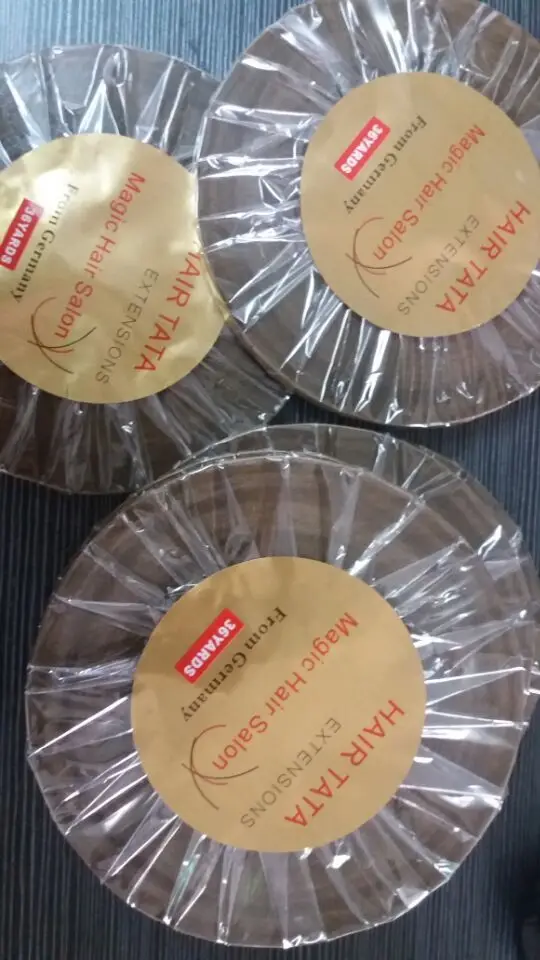 HAIR TATA
EXTENSIONS
Magic Hair Salon
From Germany
36YARDS
HAIR TATA
EXTENSIONS
Magic Hair Salon
From Germany
36YARDS
HAIR TATA
EXTENSIONS
Magic Hair Salon
From Germany
36YARDS